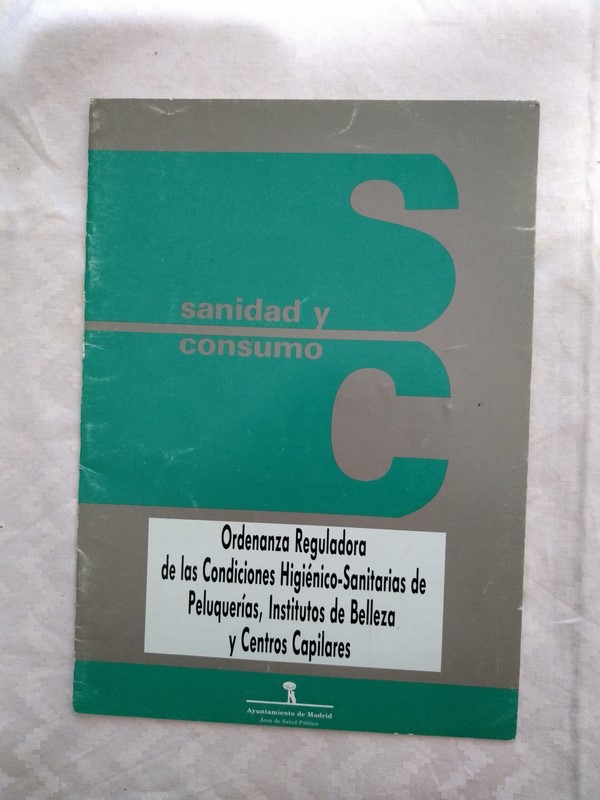 S
sanidad y
consumo
C
Ordenanza Reguladora
de las Condiciones Higiénico-Sanitarias de
Peluquerías, Institutos de Belleza
y Centros Capilares
Ayuntamiento de Madrid
Área de Salud Pública